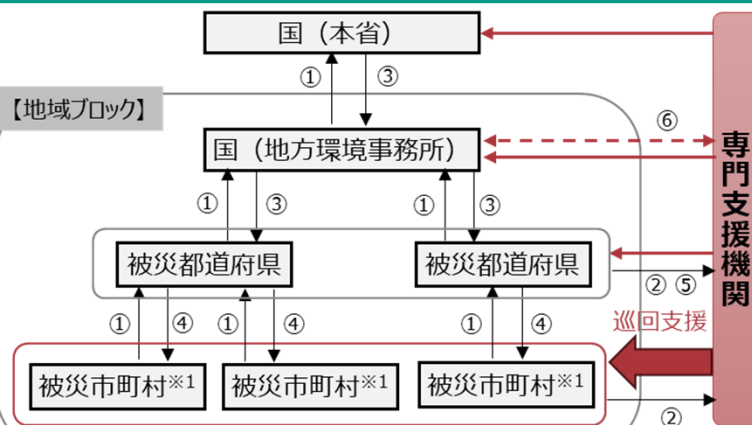 国（本省）
① ③
【地域ブロック】
⑥
国（地方環境事務所）
① ③ ① ③
被災都道府県 被災都道府県
② ⑤
① ④ ① ④ ① ④
巡回支援
被災市町村※1 被災市町村※1 被災市町村※1
②
専門支援機関